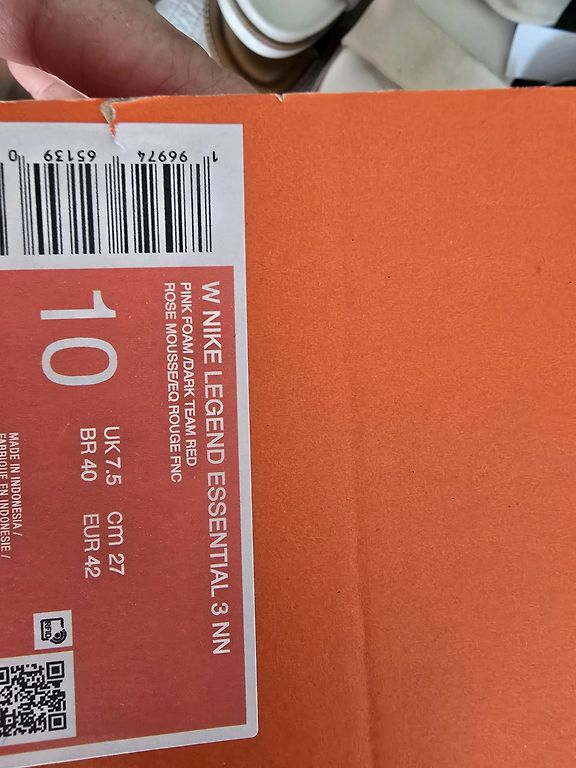 W NIKE LEGEND ESSENTIAL 3 NN
PINK FOAM/DARK TEAM RED
ROSE MOUSSE/EQ ROUGE FNC
10
UK 7.5 cm 27
BR 40 EUR 42
MADE IN INDONESIA /
FABRIQUE EN INDONESIE /
RFID
1 96974 65139 0